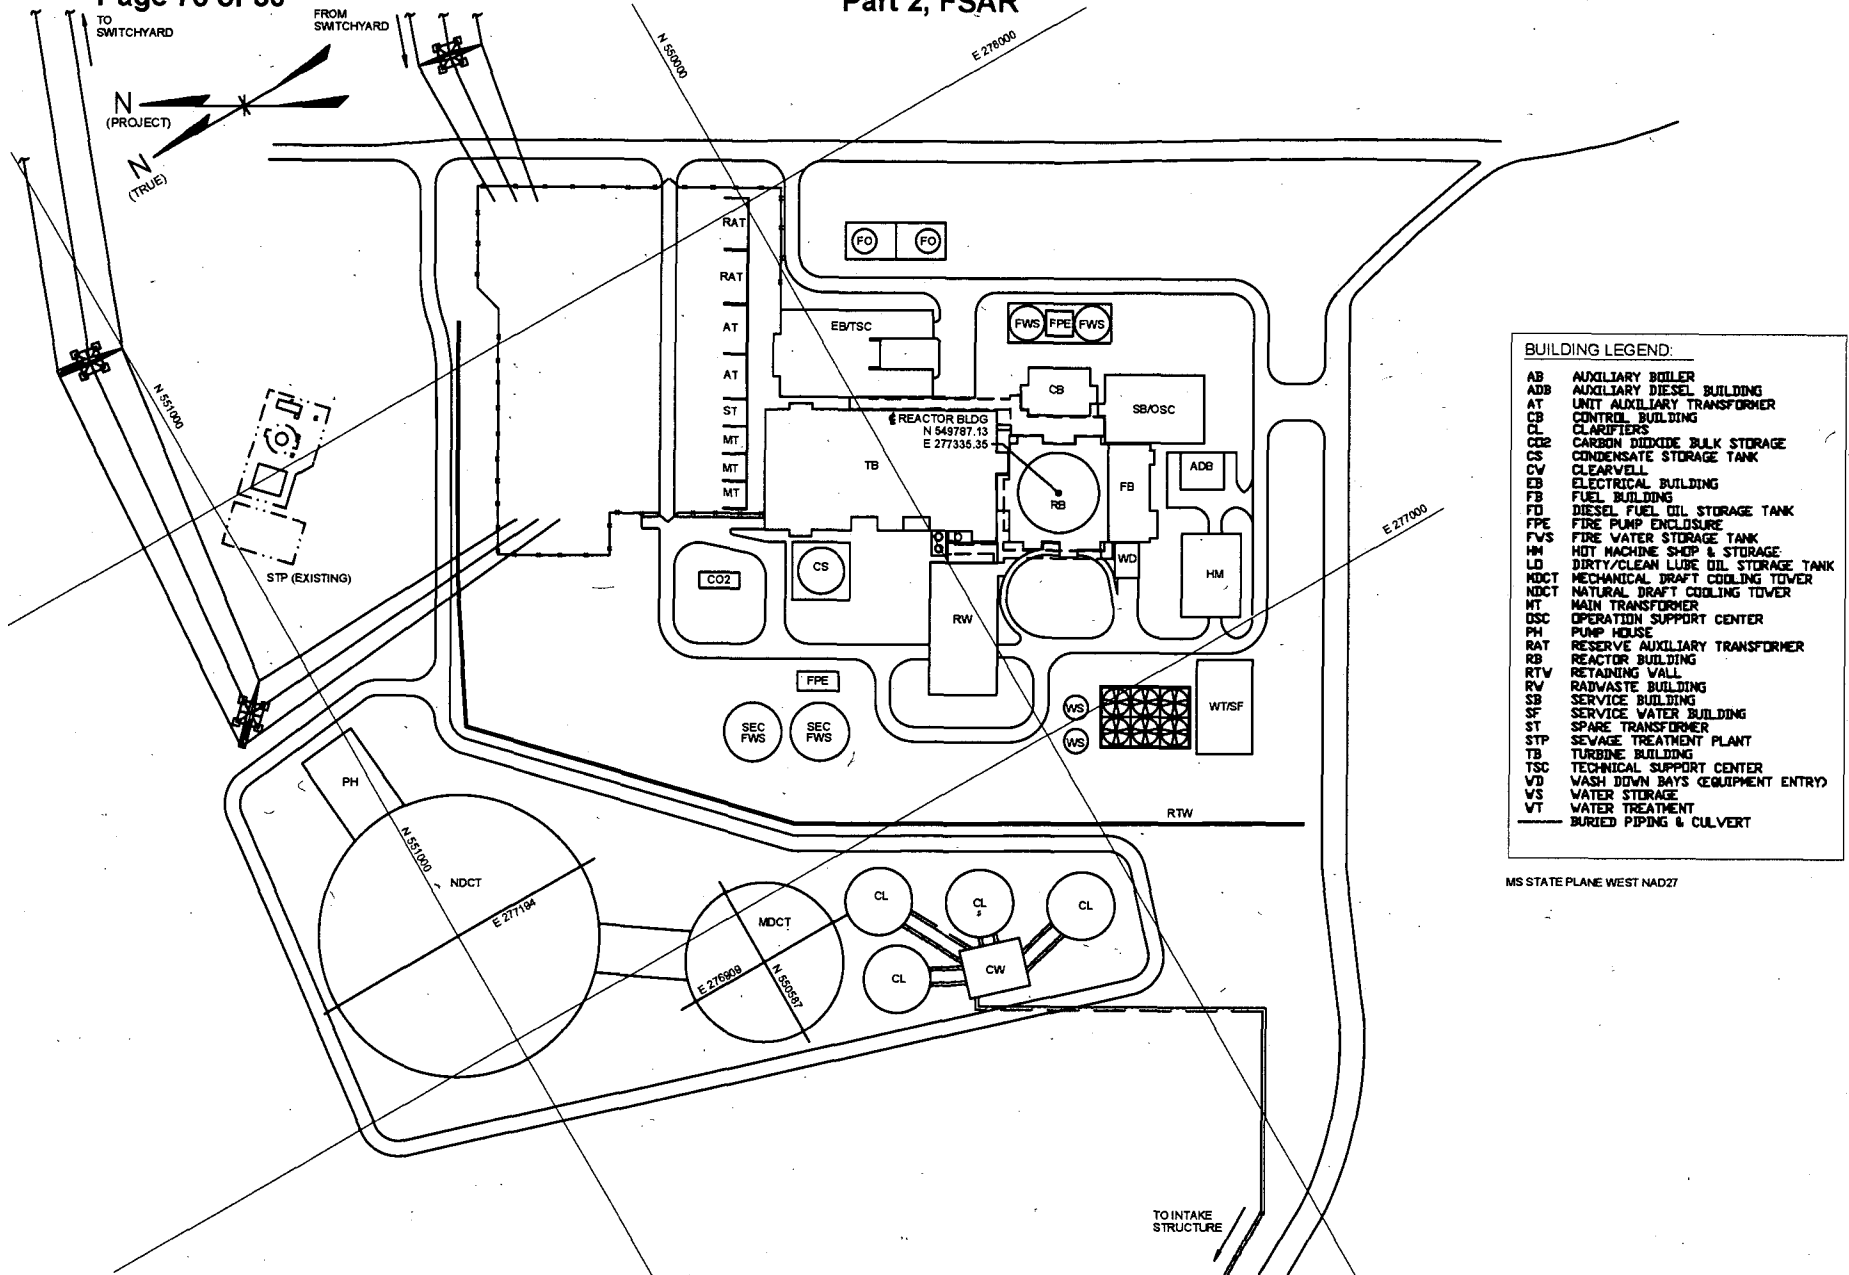 Page 76 of 80
Part 2, FSAR
TO
SWITCHYARD
FROM
SWITCHYARD
N
(PROJECT)
N
(TRUE)
N 550000
E 278000
RAT
RAT
AT
AT
ST
MT
MT
MT
FO
FO
EB/TSC
FWS
FPE
FWS
CB
SB/OSC
REACTOR BLDG
N 549787.13
E 277335.35
TB
RB
FB
ADB
N 551000
STP (EXISTING)
CO2
CS
WD
HM
E 277000
RW
FPE
SEC
FWS
SEC
FWS
WS
WS
WT/SF
RTW
PH
N 551000
NDCT
E 277194
MDCT
E 276909
N 550587
CL
CL
CL
CL
CW
TO INTAKE
STRUCTURE
BUILDING LEGEND:
AB AUXILIARY BOILER
ADB AUXILIARY DIESEL BUILDING
AT UNIT AUXILIARY TRANSFORMER
CB CONTROL BUILDING
CL CLARIFIERS
CO2 CARBON DIOXIDE BULK STORAGE
CS CONDENSATE STORAGE TANK
CW CLEARWELL
EB ELECTRICAL BUILDING
FB FUEL BUILDING
FO DIESEL FUEL OIL STORAGE TANK
FPE FIRE PUMP ENCLOSURE
FWS FIRE WATER STORAGE TANK
HM HOT MACHINE SHOP & STORAGE
LO DIRTY/CLEAN LUBE OIL STORAGE TANK
MDCT MECHANICAL DRAFT COOLING TOWER
NDCT NATURAL DRAFT COOLING TOWER
MT MAIN TRANSFORMER
OSC OPERATION SUPPORT CENTER
PH PUMP HOUSE
RAT RESERVE AUXILIARY TRANSFORMER
RB REACTOR BUILDING
RTW RETAINING WALL
RW RADWASTE BUILDING
SB SERVICE BUILDING
SF SERVICE WATER BUILDING
ST SPARE TRANSFORMER
STP SEWAGE TREATMENT PLANT
TB TURBINE BUILDING
TSC TECHNICAL SUPPORT CENTER
WD WASH DOWN BAYS (EQUIPMENT ENTRY)
WS WATER STORAGE
WT WATER TREATMENT
BURIED PIPING & CULVERT
MS STATE PLANE WEST NAD27